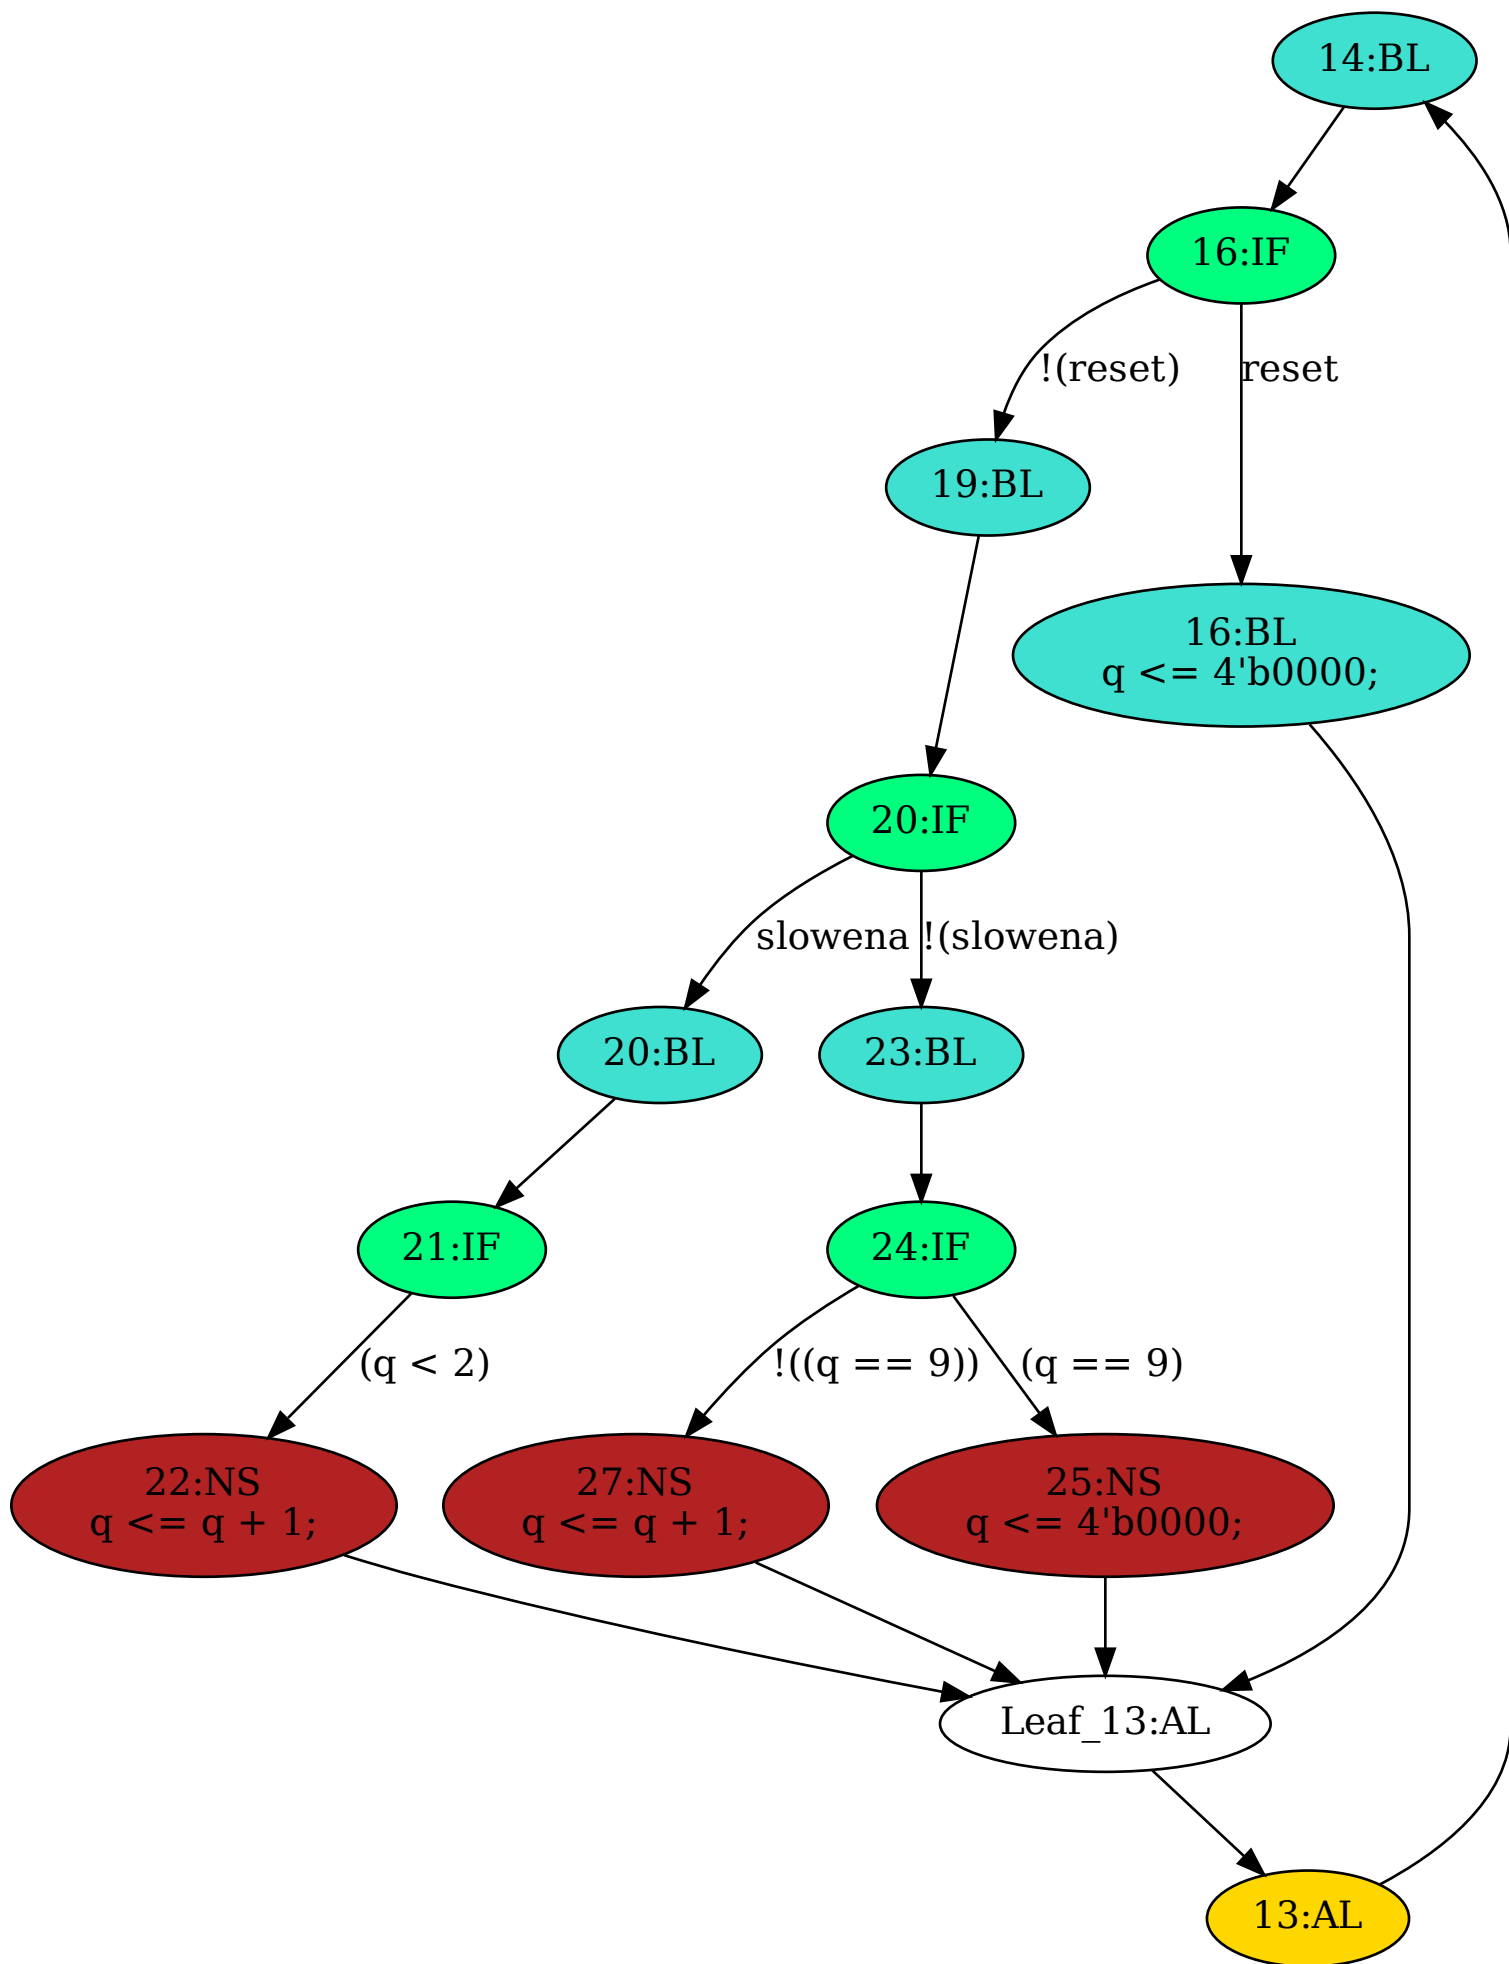 14:BL
16:IF
!(reset)
reset
19:BL
16:BL
q <= 4'b0000;
20:IF
slowena
!(slowena)
20:BL
23:BL
21:IF
24:IF
(q < 2)
!((q == 9))
(q == 9)
22:NS
q <= q + 1;
27:NS
q <= q + 1;
25:NS
q <= 4'b0000;
Leaf_13:AL
13:AL